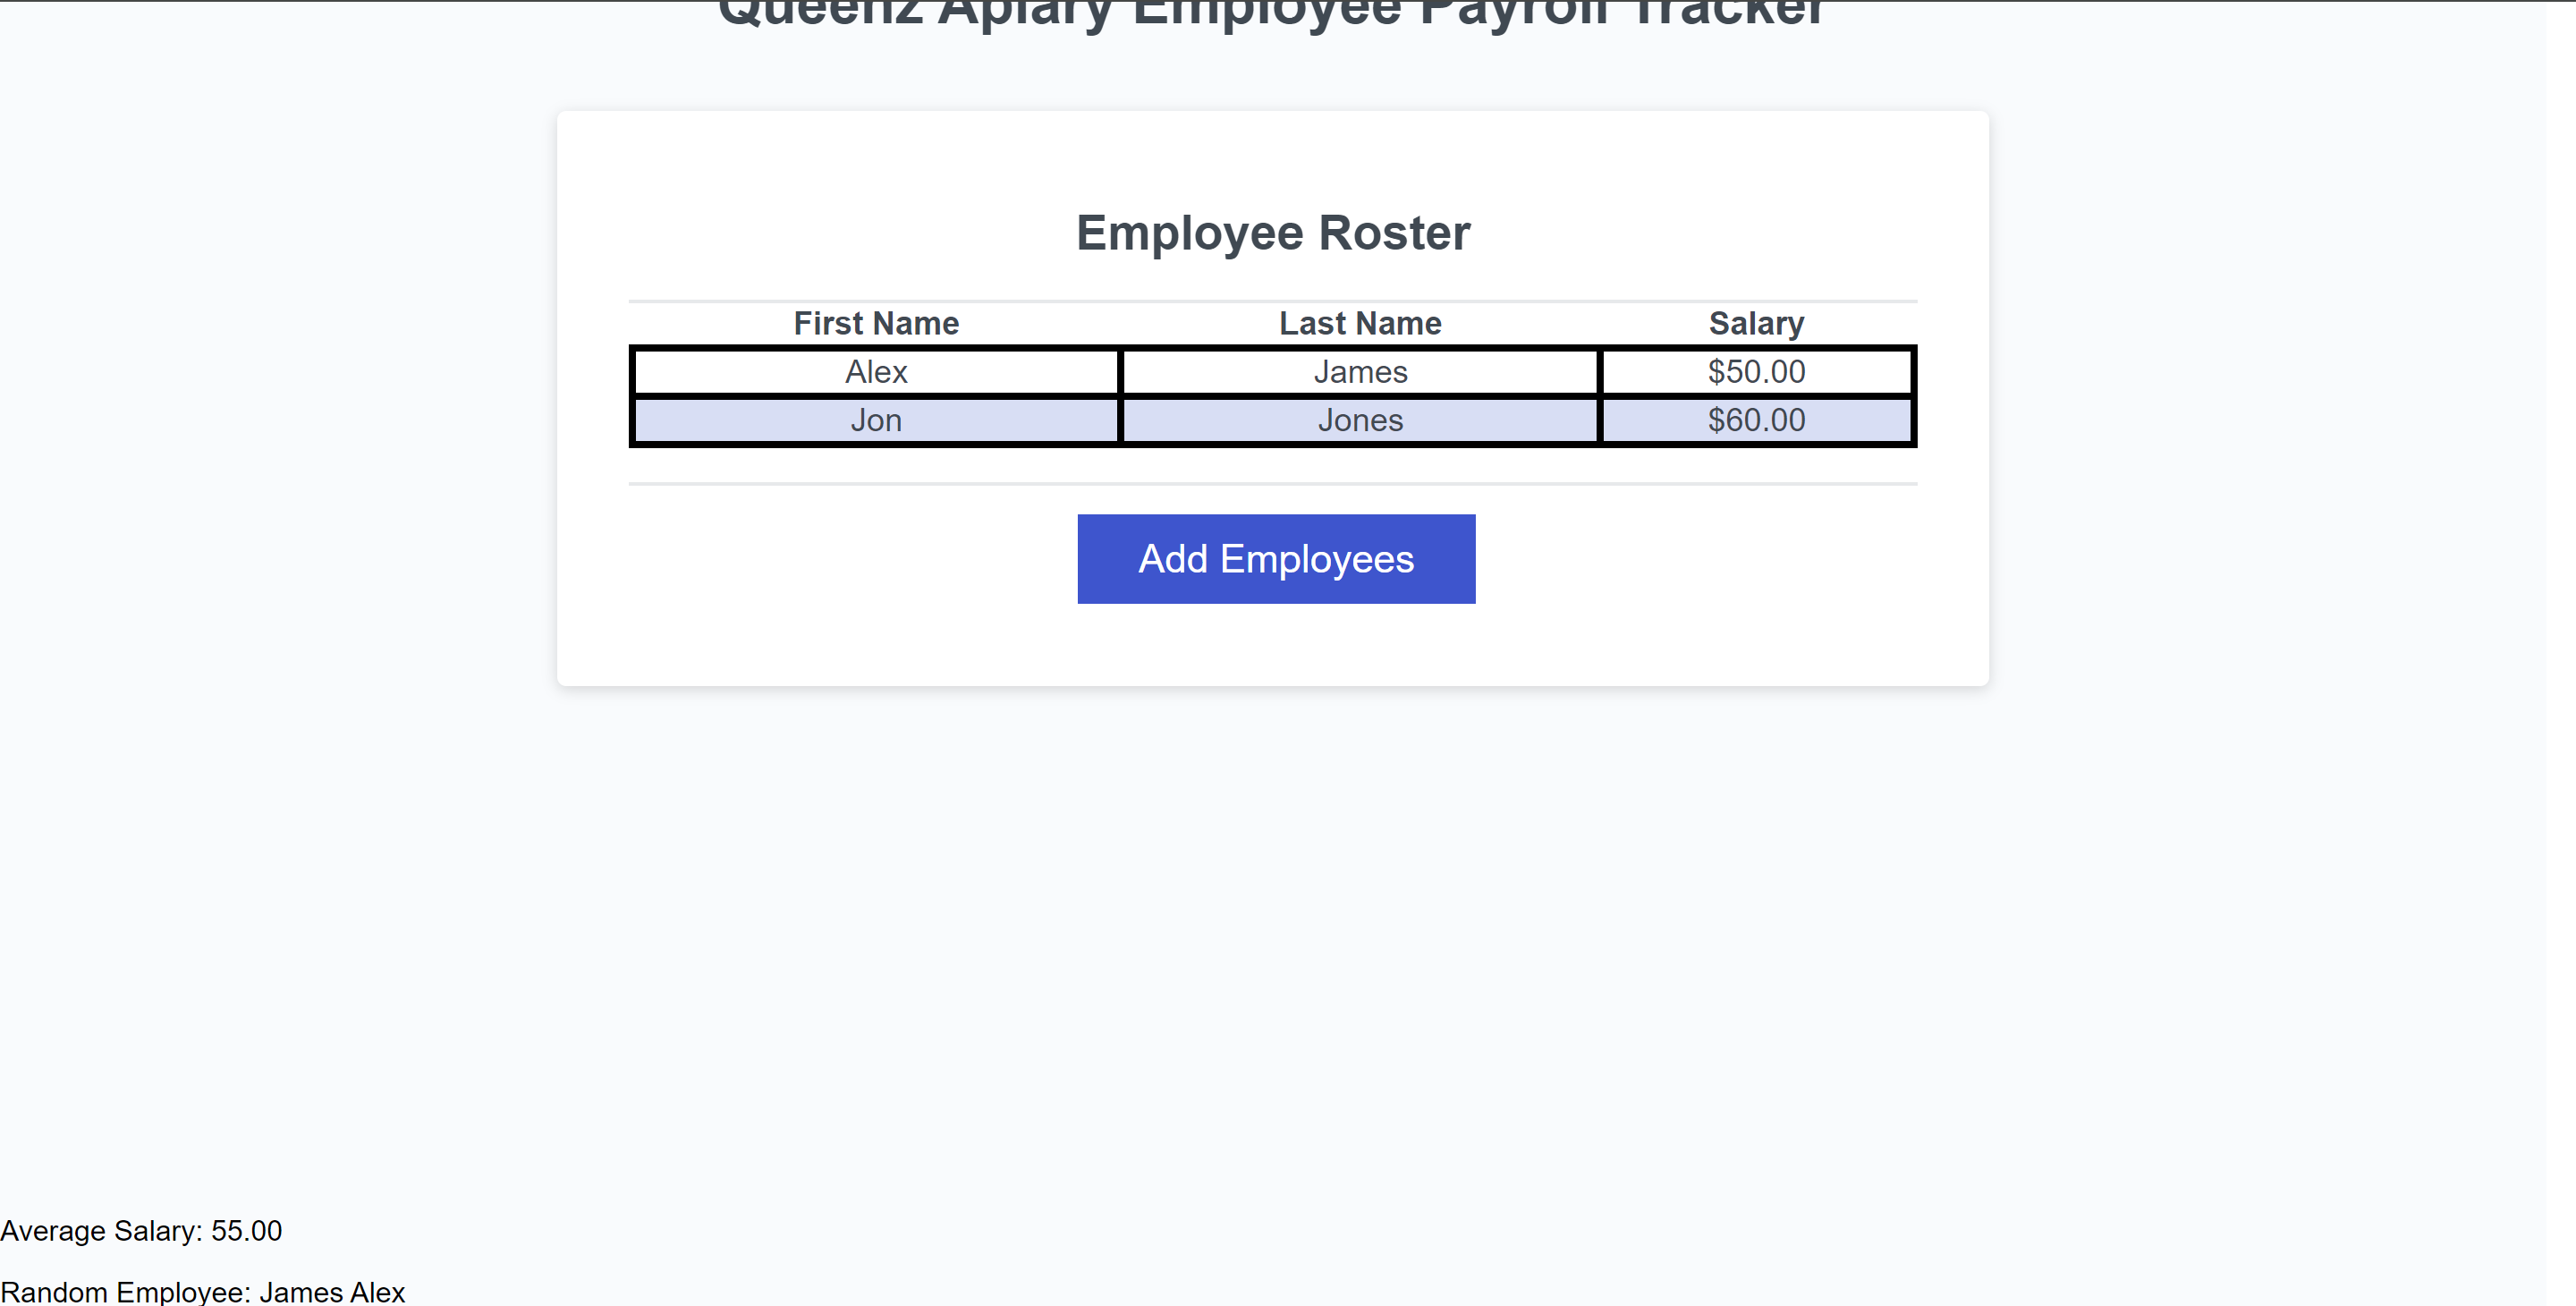 Queenz Apiary Employee Payroll Tracker
Employee Roster
First Name Last Name Salary
Alex James $50.00
Jon Jones $60.00
Add Employees
Average Salary: 55.00
Random Employee: James Alex